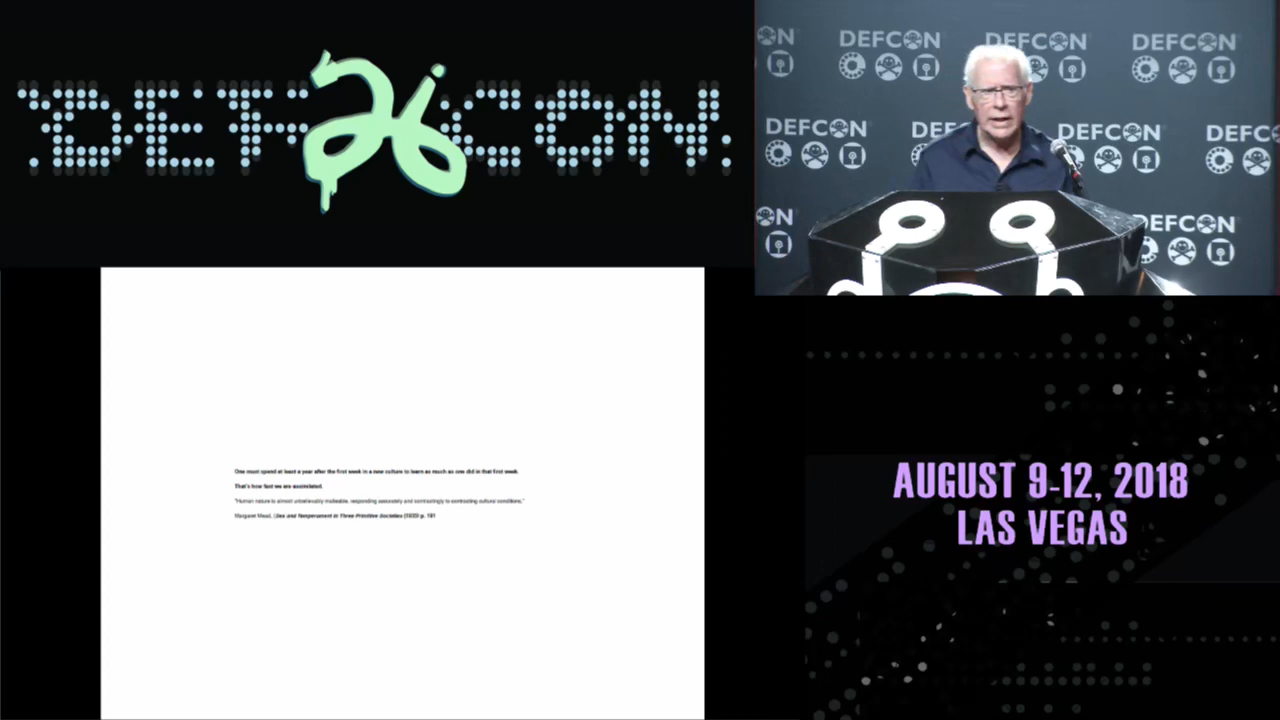 DEFCON
26
DEFCON
DEFCON
DEFCON
DEFCON
DEFCON
DEFCON
One must spend at least a year after the first week in a new culture to learn as much as one did in that first week.
That's how fast we are assimilated.
"Human nature is almost unbelievably malleable, responding accurately and contrastingly to contrasting cultural conditions."
Margaret Mead, (Sex and Temperament in Three Primitive Societies (1935) p. 191
AUGUST 9-12, 2018
LAS VEGAS